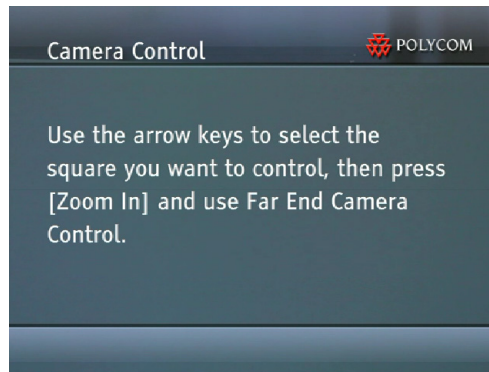 Camera Control
POLYCOM
Use the arrow keys to select the
square you want to control, then press
[Zoom In] and use Far End Camera
Control.